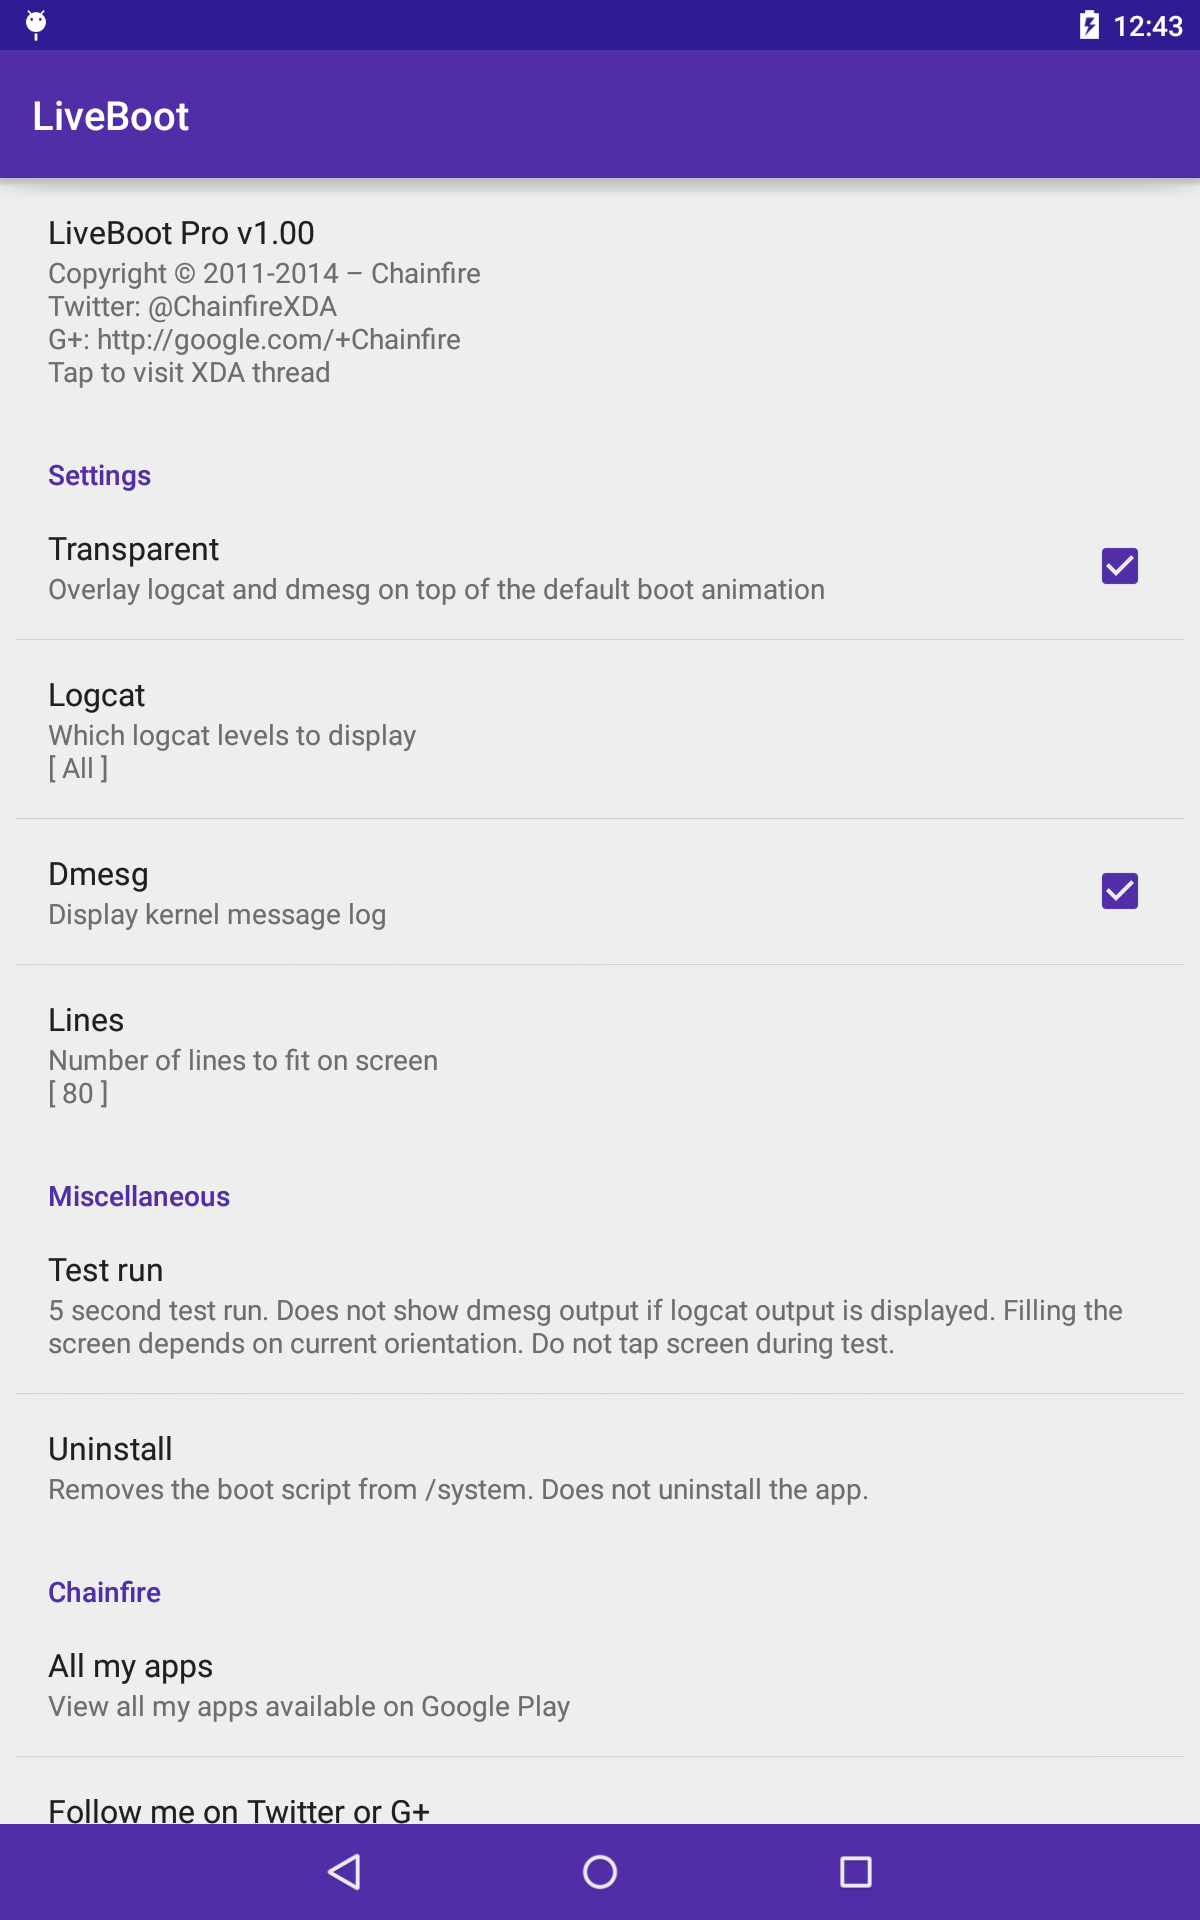 12:43
LiveBoot
LiveBoot Pro v1.00
Copyright © 2011-2014 – Chainfire
Twitter: @ChainfireXDA
G+: http://google.com/+Chainfire
Tap to visit XDA thread
Settings
Transparent
Overlay logcat and dmesg on top of the default boot animation
Logcat
Which logcat levels to display
[ All ]
Dmesg
Display kernel message log
Lines
Number of lines to fit on screen
[ 80 ]
Miscellaneous
Test run
5 second test run. Does not show dmesg output if logcat output is displayed. Filling the
screen depends on current orientation. Do not tap screen during test.
Uninstall
Removes the boot script from /system. Does not uninstall the app.
Chainfire
All my apps
View all my apps available on Google Play
Follow me on Twitter or G+